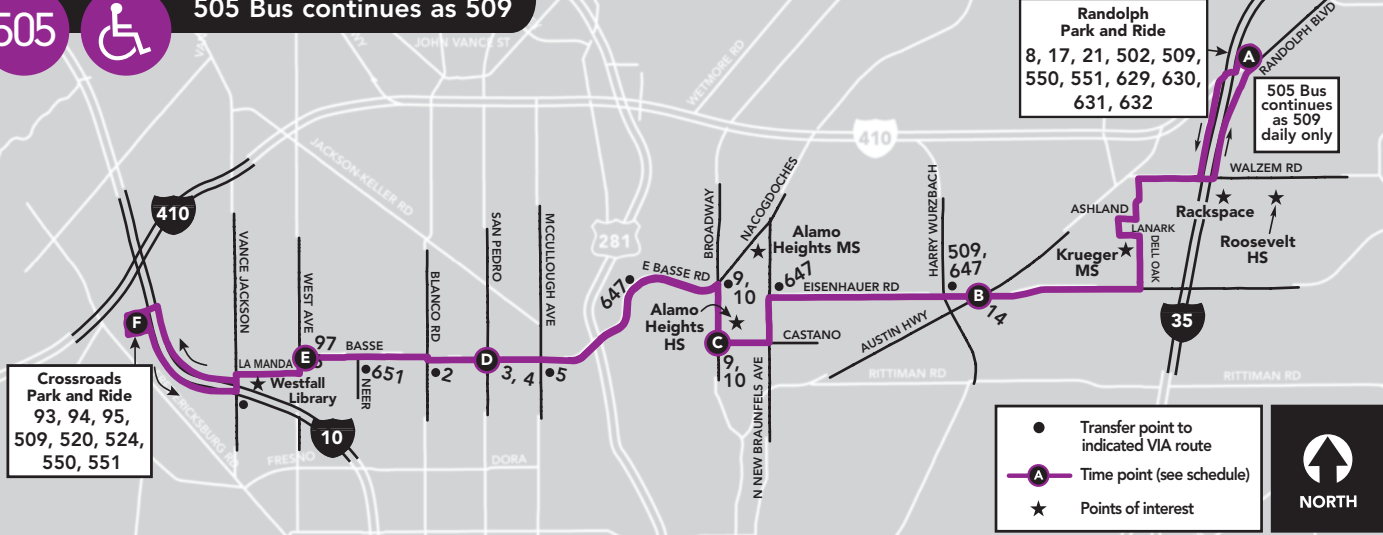 505
505 Bus continues as 509
JOHN VANCE ST
WETMORE RD
JACKSON-KELLER RD
410
281
410
Randolph
Park and Ride
8, 17, 21, 502, 509,
550, 551, 629, 630,
631, 632
A
RANDOLPH BLVD
505 Bus
continues
as 509
daily only
WALZEM RD
Rackspace
Roosevelt
HS
ASHLAND
LANARK
DELL OAK
Krueger
MS
35
HARRY WURZBACH
509,
647
B
14
AUSTIN HWY
RITTIMAN RD
RITTIMAN RD
EISENHAUER RD
647
Alamo
Heights MS
NACOGDOCHES
BROADWAY
9,
10
Alamo
Heights
HS
C
CASTANO
9,
10
N NEW BRAUNFELS AVE
E BASSE RD
647
MCCULLOUGH AVE
5
SAN PEDRO
D
3, 4
BLANCO RD
2
BASSE
651
NEER
WEST AVE
97
E
LA MANDA
VANCE JACKSON
Westfall
Library
10
FRESNO
DORA
F
Crossroads
Park and Ride
93, 94, 95,
509, 520, 524,
550, 551
Transfer point to
indicated VIA route
A
Time point (see schedule)
Points of interest
NORTH